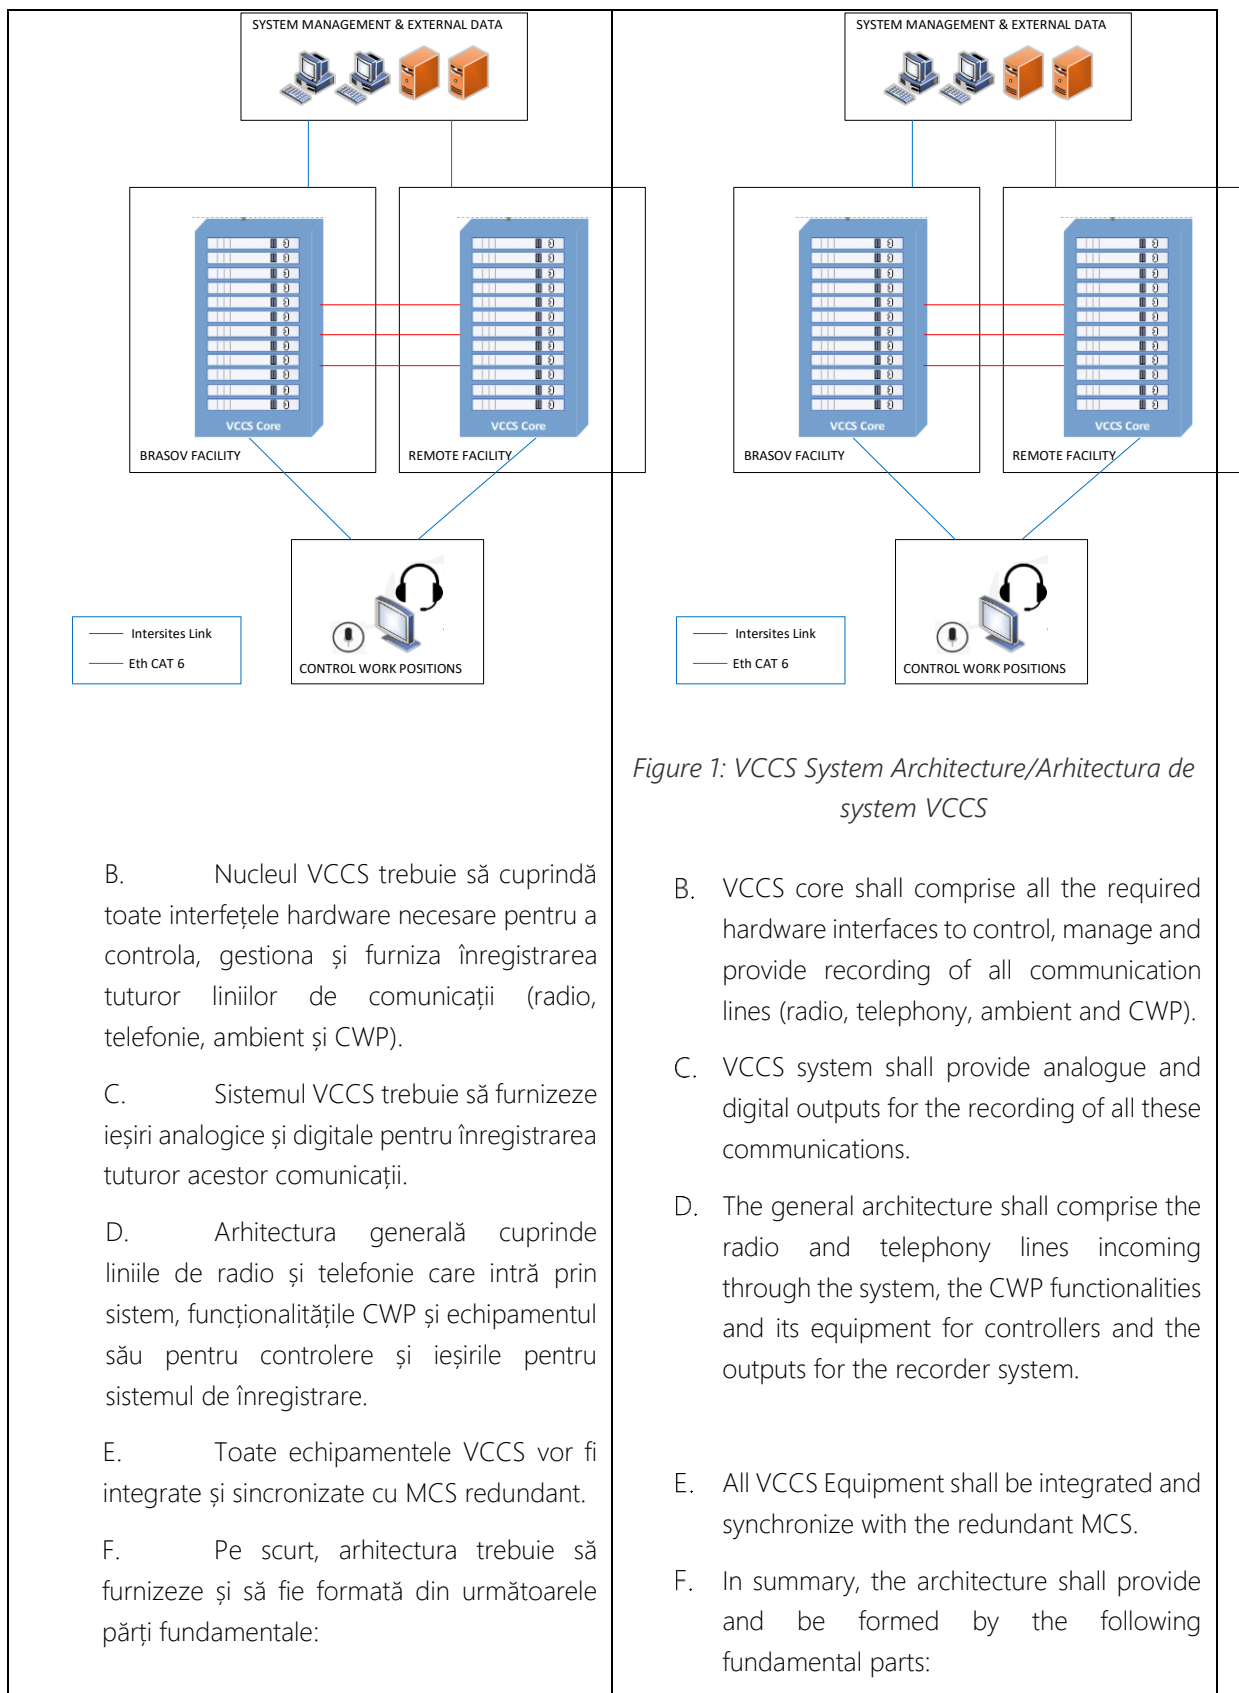 SYSTEM MANAGEMENT & EXTERNAL DATA
VCCS Core
VCCS Core
BRASOV FACILITY
REMOTE FACILITY
Intersites Link
Eth CAT 6
CONTROL WORK POSITIONS
B. Nucleul VCCS trebuie să cuprindă
toate interfețele hardware necesare pentru a
controla, gestiona și furniza înregistrarea
tuturor liniilor de comunicații (radio,
telefonie, ambient și CWP).
C. Sistemul VCCS trebuie să furnizeze
ieșiri analogice și digitale pentru înregistrarea
tuturor acestor comunicații.
D. Arhitectura generală cuprinde
liniile de radio și telefonie care intră prin
sistem, funcționalitățile CWP și echipamentul
său pentru controlere și ieșirile pentru
sistemul de înregistrare.
E. Toate echipamentele VCCS vor fi
integrate și sincronizate cu MCS redundant.
F. Pe scurt, arhitectura trebuie să
furnizeze și să fie formată din următoarele
părți fundamentale:
SYSTEM MANAGEMENT & EXTERNAL DATA
VCCS Core
VCCS Core
BRASOV FACILITY
REMOTE FACILITY
Intersites Link
Eth CAT 6
CONTROL WORK POSITIONS
Figure 1: VCCS System Architecture/Arhitectura de
system VCCS
B. VCCS core shall comprise all the required
hardware interfaces to control, manage and
provide recording of all communication
lines (radio, telephony, ambient and CWP).
C. VCCS system shall provide analogue and
digital outputs for the recording of all these
communications.
D. The general architecture shall comprise the
radio and telephony lines incoming
through the system, the CWP functionalities
and its equipment for controllers and the
outputs for the recorder system.
E. All VCCS Equipment shall be integrated and
synchronize with the redundant MCS.
F. In summary, the architecture shall provide
and be formed by the following
fundamental parts: